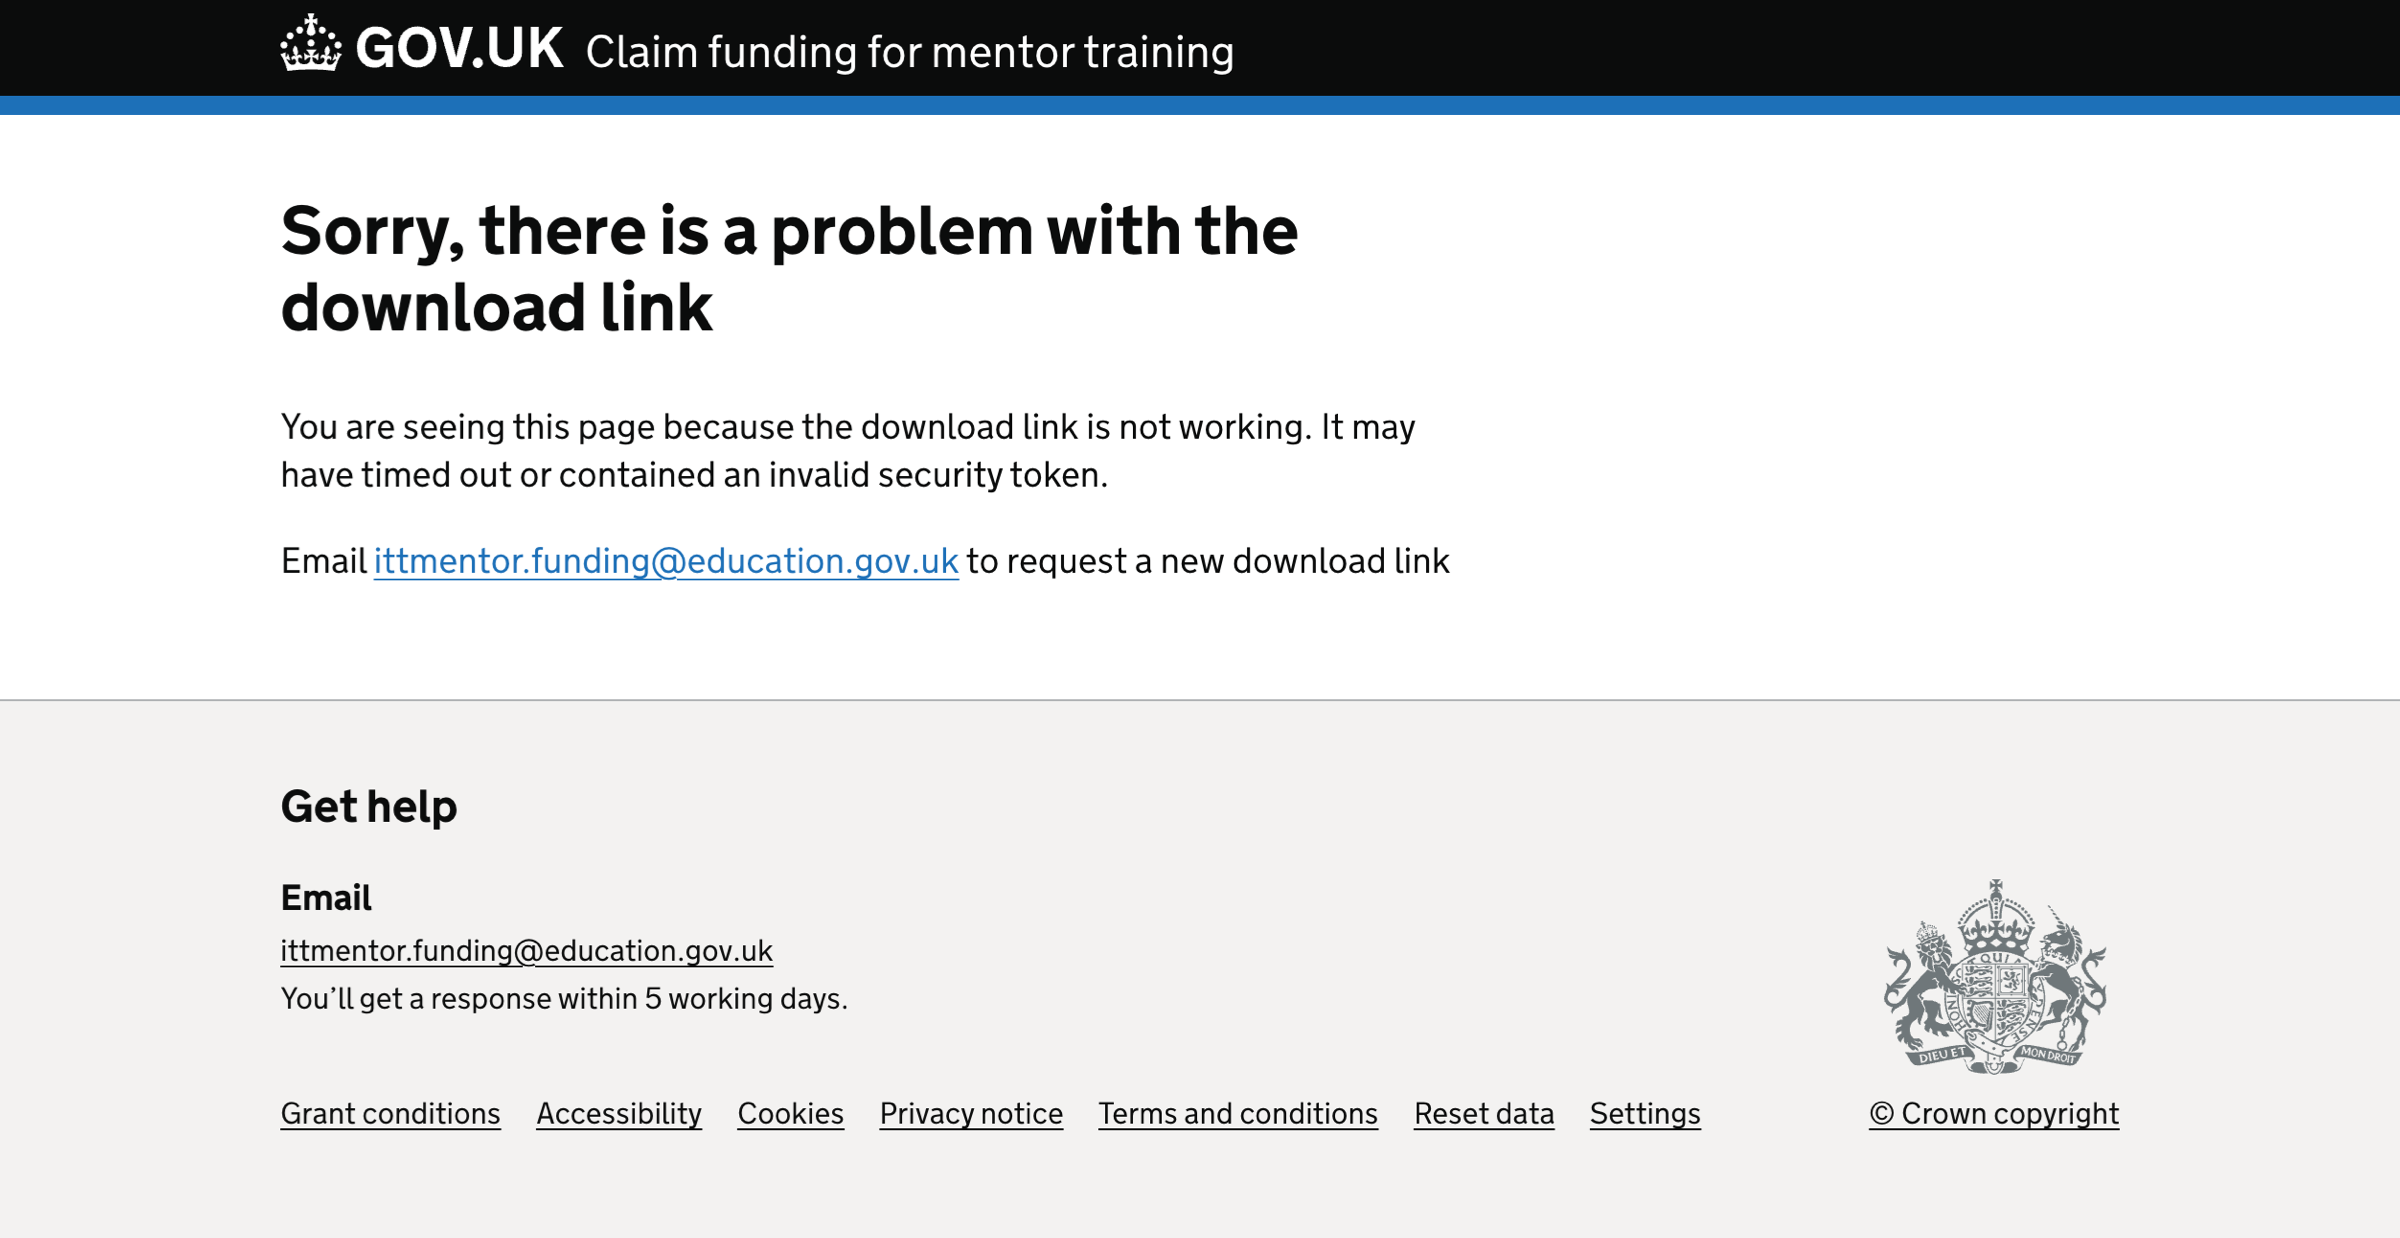 GOV.UK Claim funding for mentor training
Sorry, there is a problem with the
download link
You are seeing this page because the download link is not working. It may
have timed out or contained an invalid security token.
Email ittmentor.funding@education.gov.uk to request a new download link
Get help
Email
ittmentor.funding@education.gov.uk
You’ll get a response within 5 working days.
QUI
HONI
PENSE
DIEU ET MON DROIT
Grant conditions Accessibility Cookies Privacy notice Terms and conditions Reset data Settings © Crown copyright